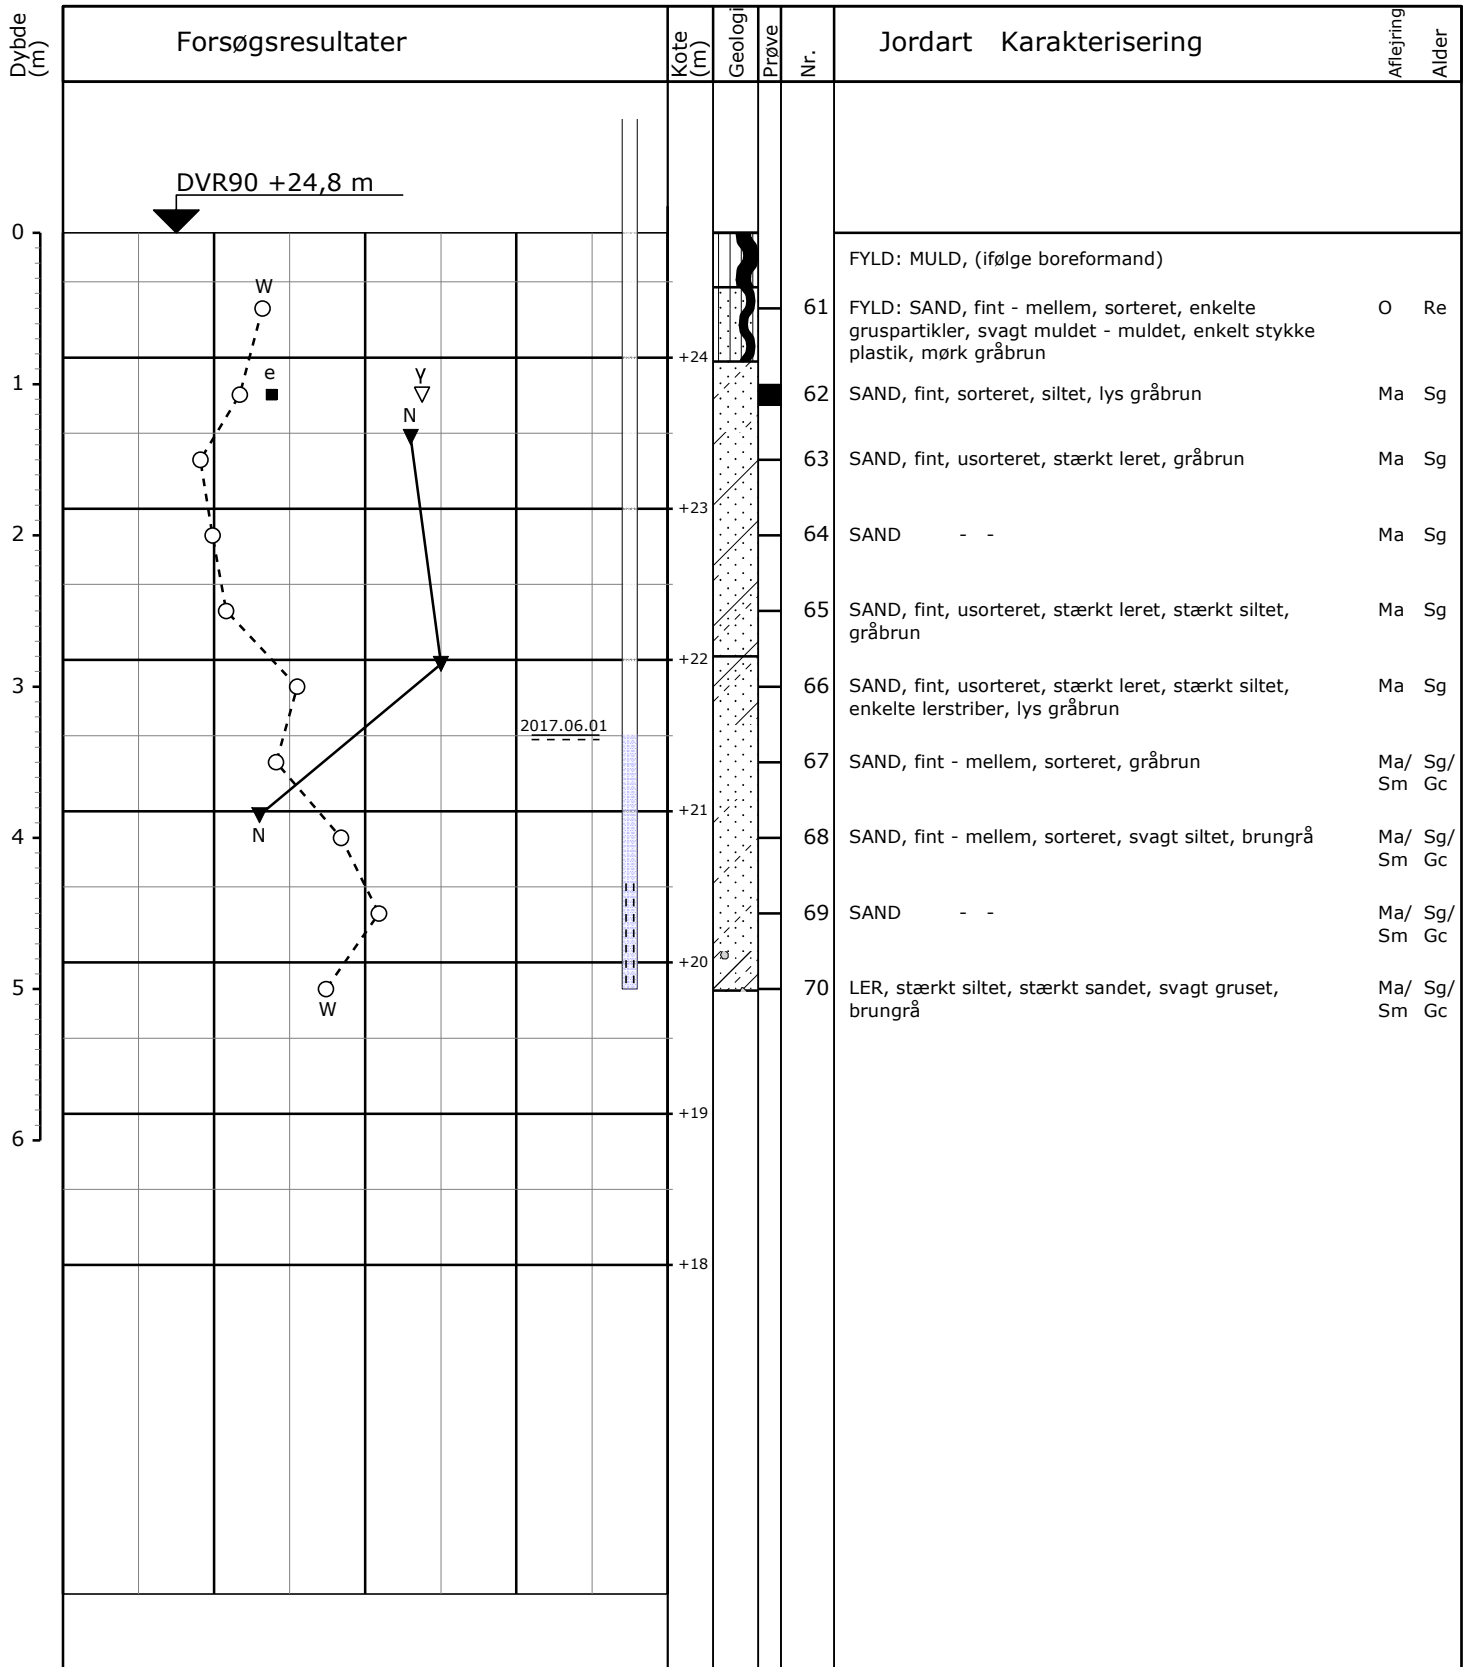 Dybde
(m)
Forsøgsresultater
Kote
(m)
Geologi
Prøve
Nr.
Jordart Karakterisering
Aflejring
Alder
DVR90 +24,8 m
0
FYLD: MULD, (ifølge boreformand)
W
61 FYLD: SAND, fint - mellem, sorteret, enkelte O Re
gruspartikler, svagt muldet - muldet, enkelt stykke
plastik, mørk gråbrun
+24
1
e
γ
62 SAND, fint, sorteret, siltet, lys gråbrun Ma Sg
N
63 SAND, fint, usorteret, stærkt leret, gråbrun Ma Sg
+23
2
64 SAND - - Ma Sg
65 SAND, fint, usorteret, stærkt leret, stærkt siltet, Ma Sg
gråbrun
+22
3
66 SAND, fint, usorteret, stærkt leret, stærkt siltet, Ma Sg
enkelte lerstriber, lys gråbrun
2017.06.01
67 SAND, fint - mellem, sorteret, gråbrun Ma/ Sg/
Sm Gc
+21
N
4
68 SAND, fint - mellem, sorteret, svagt siltet, brungrå Ma/ Sg/
Sm Gc
69 SAND - - Ma/ Sg/
Sm Gc
+20
5
70 LER, stærkt siltet, stærkt sandet, svagt gruset, Ma/ Sg/
brungrå Sm Gc
W
+19
6
+18